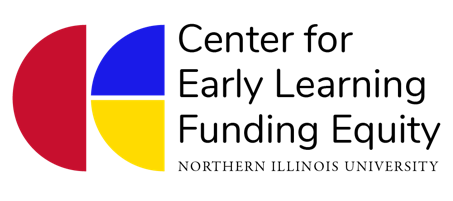 Center for
Early Learning
Funding Equity
NORTHERN ILLINOIS UNIVERSITY